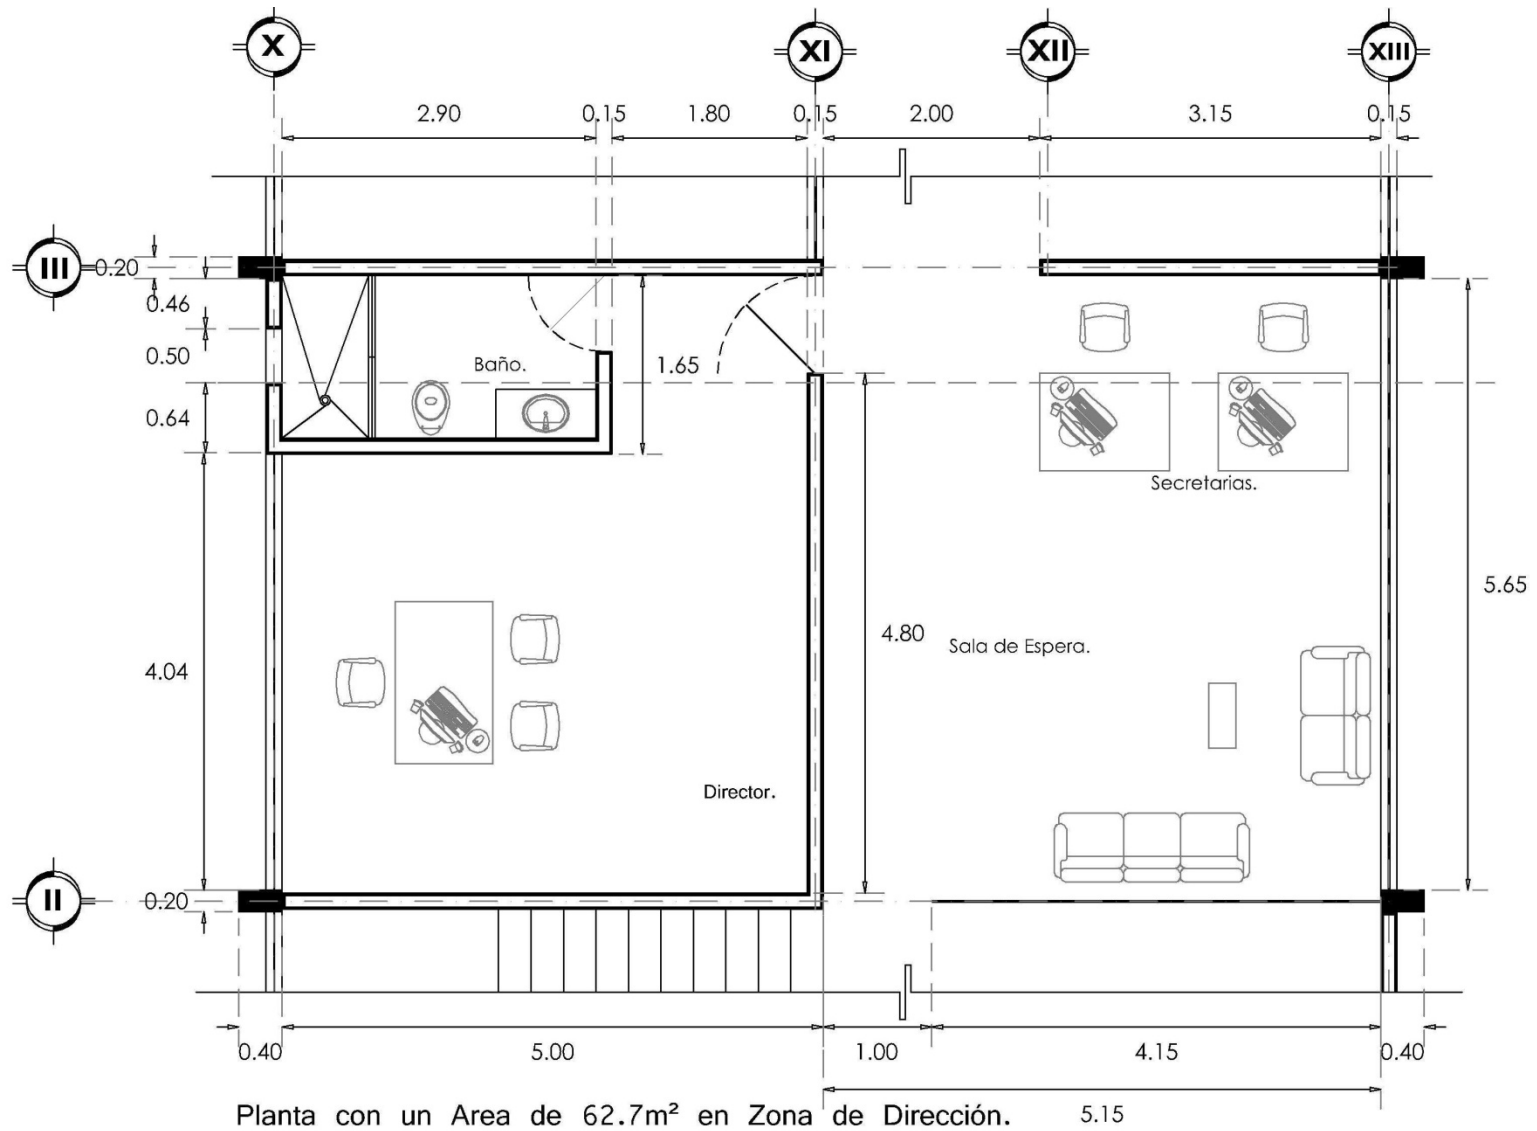 X XI XII XIII
2.90 0.15 1.80 0.15 2.00 3.15 0.15
III 0.20
0.46
0.50
Baño. 1.65
0.64
Secretarias.
5.65
4.80 Sala de Espera.
4.04
Director.
II 0.20
0.40 5.00 1.00 4.15 0.40
Planta con un Area de 62.7m² en Zona de Dirección. 5.15